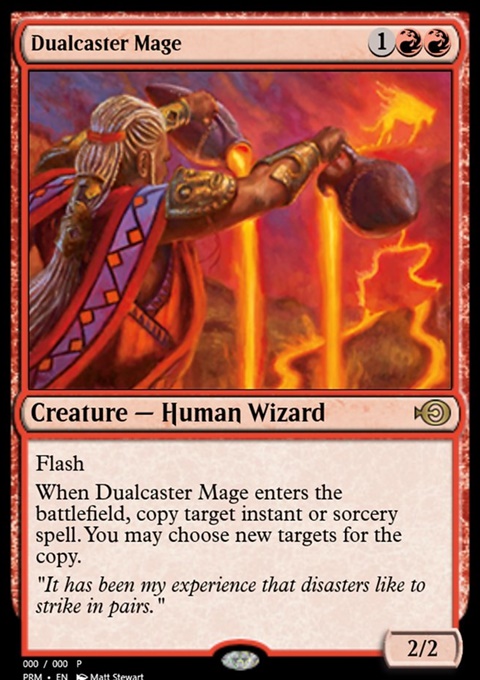 Dualcaster Mage 1
Creature — Human Wizard
Flash
When Dualcaster Mage enters the
battlefield, copy target instant or sorcery
spell. You may choose new targets for the
copy.
"It has been my experience that disasters like to
strike in pairs."
2/2
000 / 000 P
PRM • EN Matt Stewart